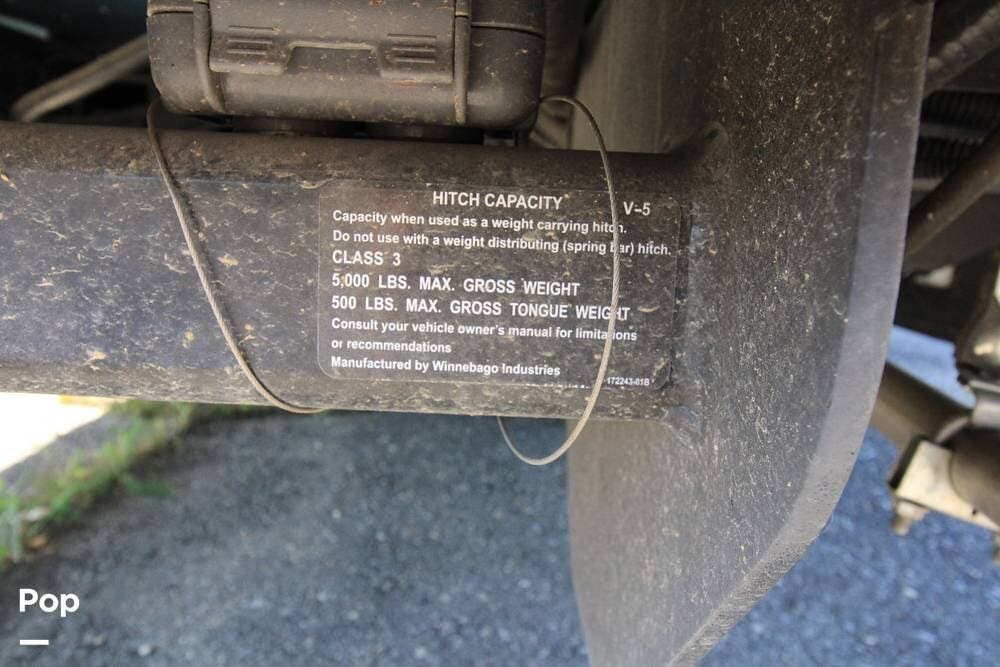 HITCH CAPACITY V-5
Capacity when used as a weight carrying hitch.
Do not use with a weight distributing (spring bar) hitch.
CLASS 3
5,000 LBS. MAX. GROSS WEIGHT
500 LBS. MAX. GROSS TONGUE WEIGHT
Consult your vehicle owner's manual for limitations
or recommendations
Manufactured by Winnebago Industries
172243-01B
Pop